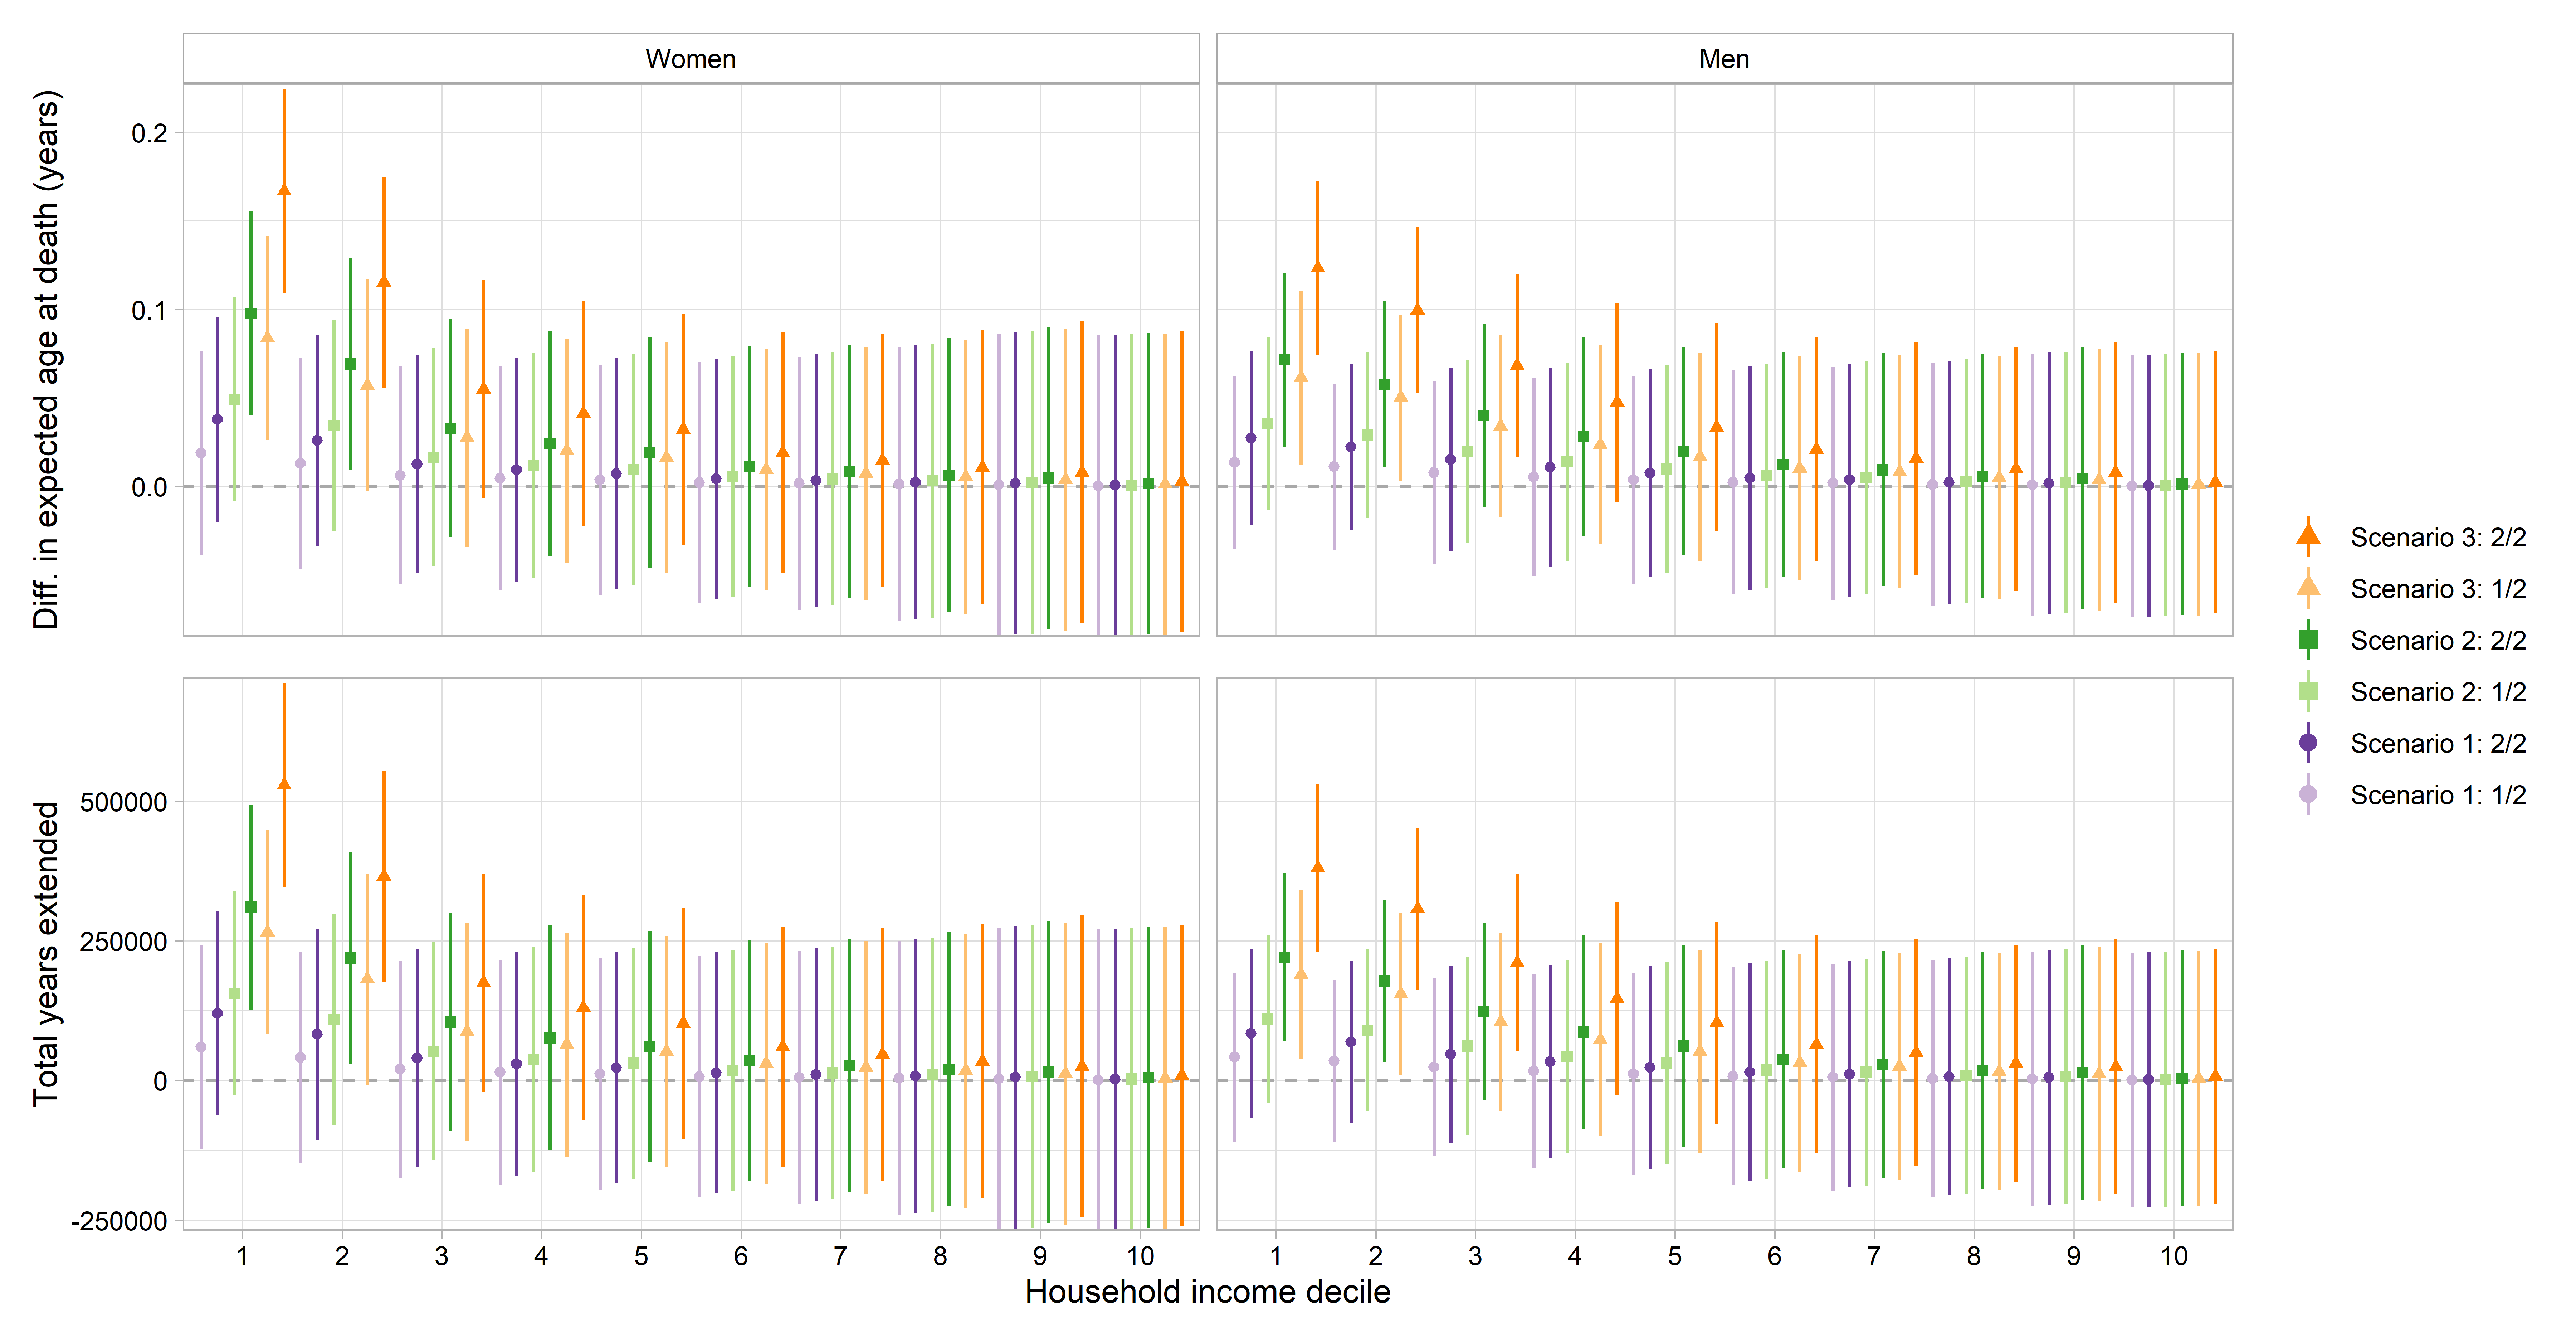 Women
Men
Diff. in expected age at death (years)
0.2
0.1
0.0
Total years extended
500000
250000
0
-250000
1 2 3 4 5 6 7 8 9 10
1 2 3 4 5 6 7 8 9 10
Household income decile
Scenario 3: 2/2
Scenario 3: 1/2
Scenario 2: 2/2
Scenario 2: 1/2
Scenario 1: 2/2
Scenario 1: 1/2